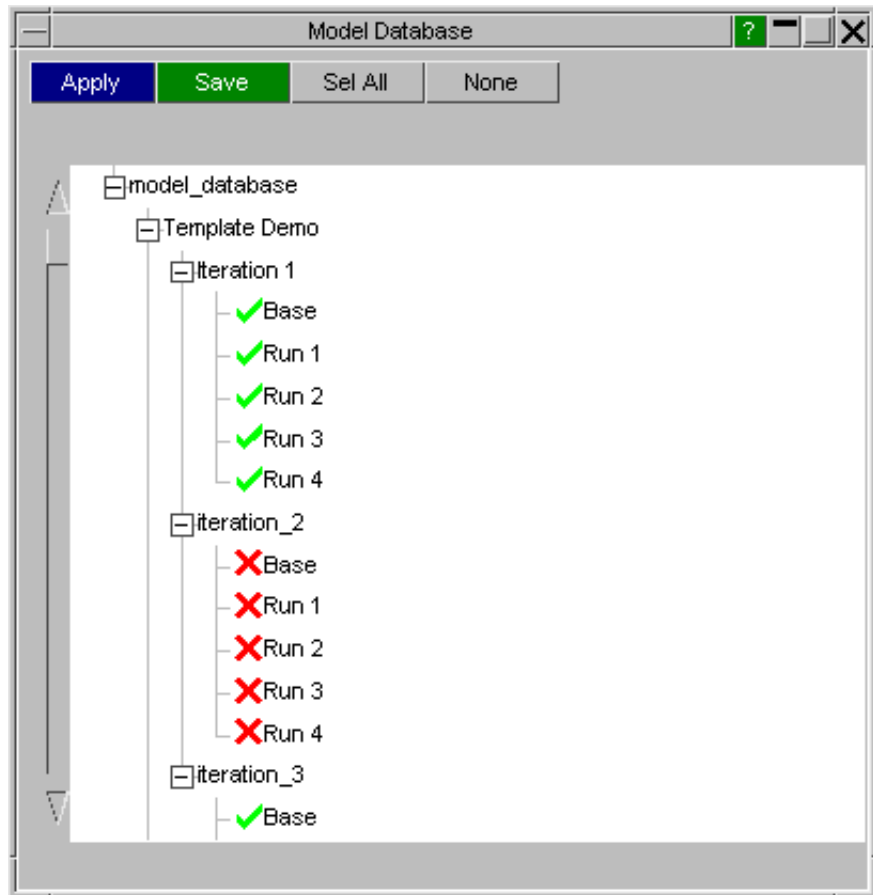 Model Database ?
Apply Save Sel All None
model_database
Template Demo
Iteration 1
Base
Run 1
Run 2
Run 3
Run 4
iteration_2
Base
Run 1
Run 2
Run 3
Run 4
iteration_3
Base